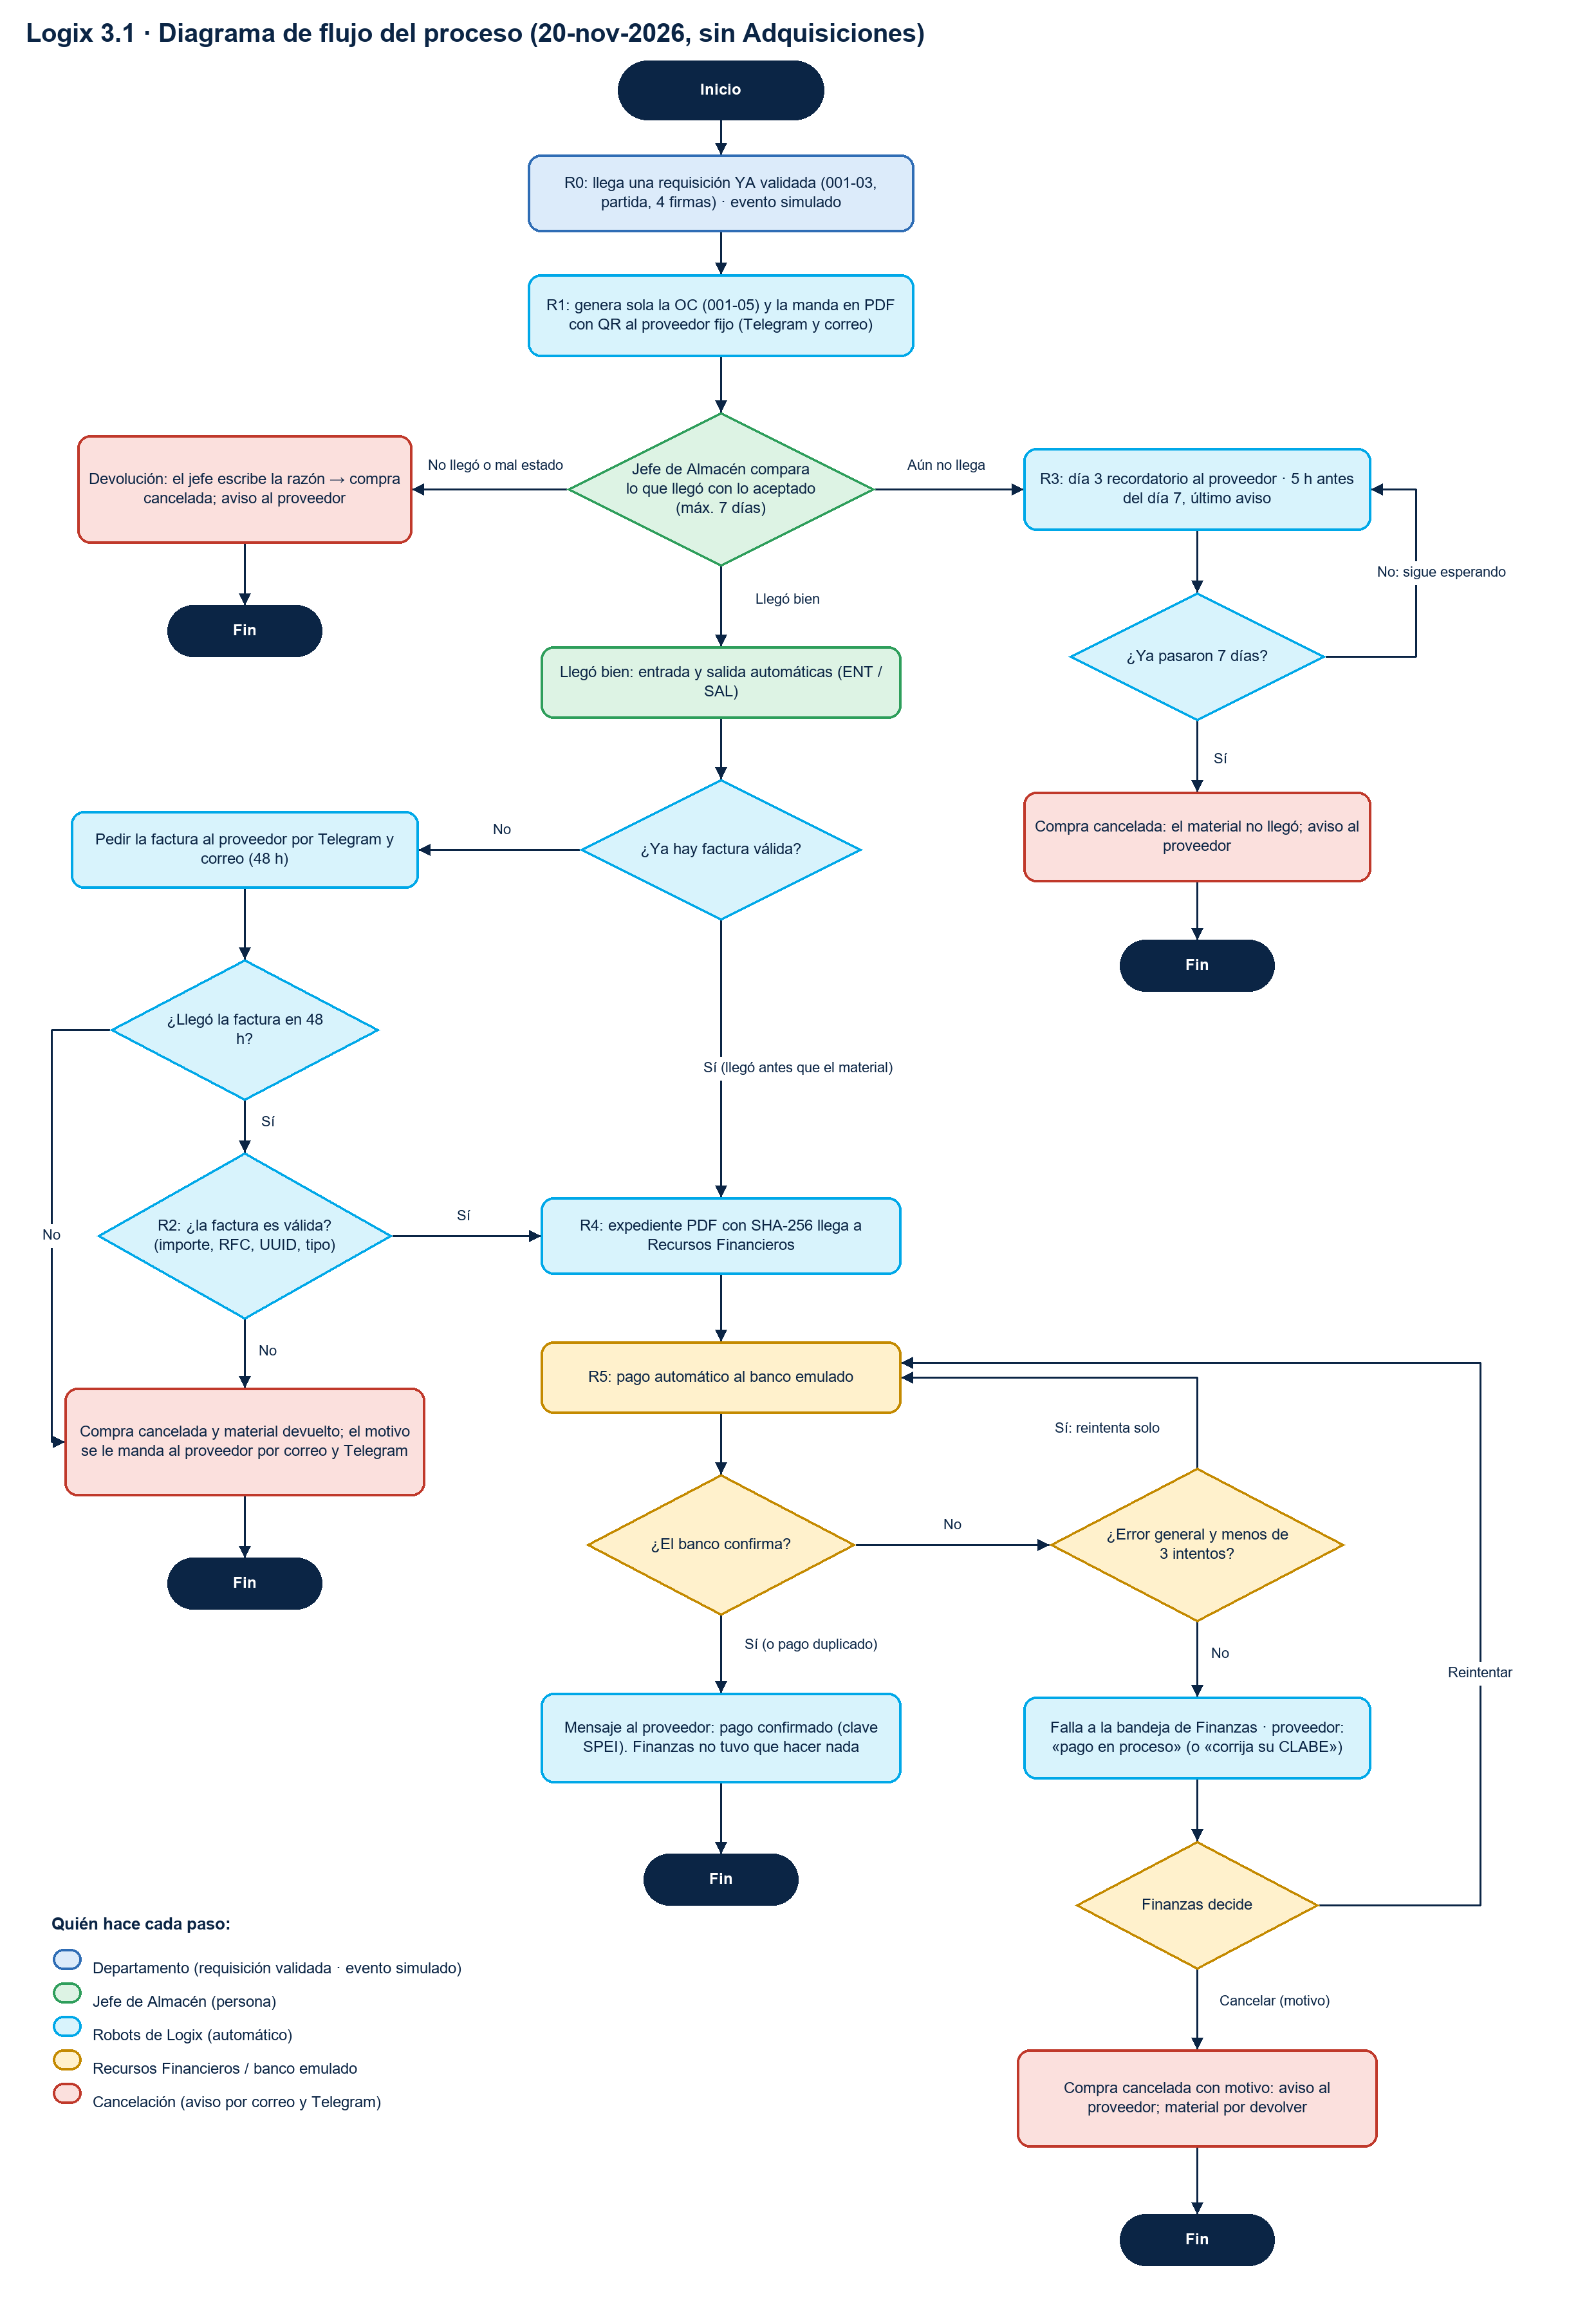 Logix 3.1 · Diagrama de flujo del proceso (20-nov-2026, sin Adquisiciones)
Inicio
R0: llega una requisición YA validada (001-03,
partida, 4 firmas) · evento simulado
R1: genera sola la OC (001-05) y la manda en PDF
con QR al proveedor fijo (Telegram y correo)
Jefe de Almacén compara
lo que llegó con lo aceptado
(máx. 7 días)
No llegó o mal estado
Devolución: el jefe escribe la razón → compra
cancelada; aviso al proveedor
Fin
Aún no llega
R3: día 3 recordatorio al proveedor · 5 h antes
del día 7, último aviso
No: sigue esperando
¿Ya pasaron 7 días?
Sí
Compra cancelada: el material no llegó; aviso al
proveedor
Fin
Llegó bien
Llegó bien: entrada y salida automáticas (ENT /
SAL)
¿Ya hay factura válida?
No
Pedir la factura al proveedor por Telegram y
correo (48 h)
¿Llegó la factura en 48
h?
Sí
No
R2: ¿la factura es válida?
(importe, RFC, UUID, tipo)
Sí
No
Compra cancelada y material devuelto; el motivo
se le manda al proveedor por correo y Telegram
Fin
Sí (llegó antes que el material)
R4: expediente PDF con SHA-256 llega a
Recursos Financieros
R5: pago automático al banco emulado
Sí: reintenta solo
¿El banco confirma?
No
¿Error general y menos de
3 intentos?
Sí (o pago duplicado)
No
Reintentar
Mensaje al proveedor: pago confirmado (clave
SPEI). Finanzas no tuvo que hacer nada
Fin
Falla a la bandeja de Finanzas · proveedor:
«pago en proceso» (o «corrija su CLABE»)
Finanzas decide
Cancelar (motivo)
Compra cancelada con motivo: aviso al
proveedor; material por devolver
Fin
Quién hace cada paso:
Departamento (requisición validada · evento simulado)
Jefe de Almacén (persona)
Robots de Logix (automático)
Recursos Financieros / banco emulado
Cancelación (aviso por correo y Telegram)